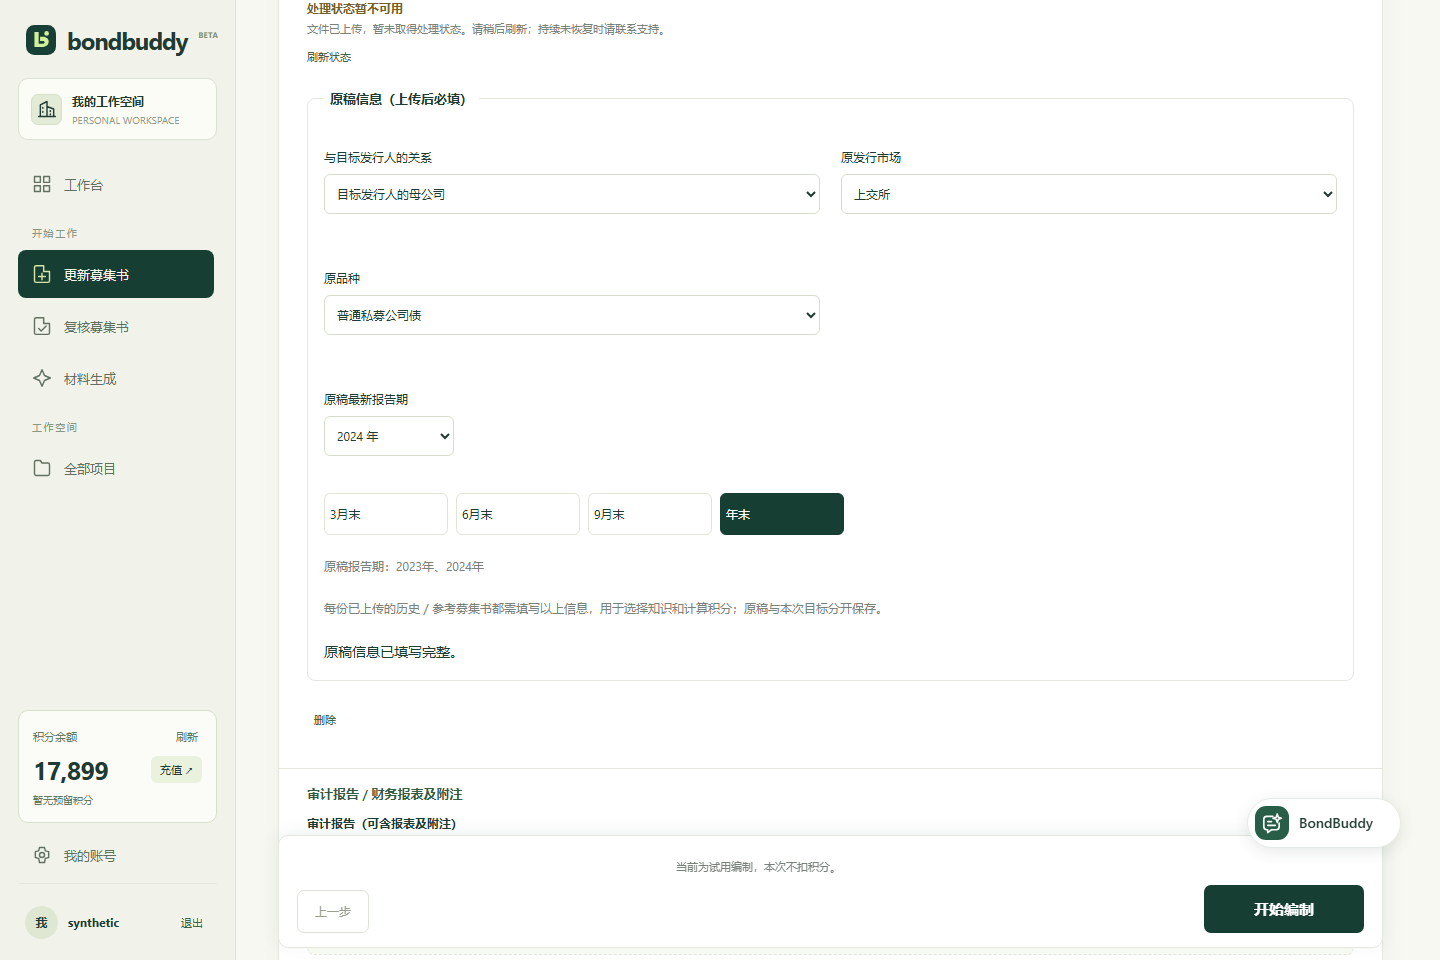 bondbuddy BETA
我的工作空间
PERSONAL WORKSPACE
工作台
开始工作
更新募集书
复核募集书
材料生成
工作空间
全部项目
积分余额 刷新
17,899 充值 ↗
暂无预留积分
我的账号
我 synthetic 退出
处理状态暂不可用
文件已上传，暂未取得处理状态。请稍后刷新；持续未恢复时请联系支持。
刷新状态
原稿信息（上传后必填）
与目标发行人的关系 原发行市场
目标发行人的母公司 上交所
原品种
普通私募公司债
原稿最新报告期
2024 年
3月末 6月末 9月末 年末
原稿报告期：2023年、2024年
每份已上传的历史 / 参考募集书都需填写以上信息，用于选择知识和计算积分；原稿与本次目标分开保存。
原稿信息已填写完整。
删除
审计报告 / 财务报表及附注
审计报告（可含报表及附注）
BondBuddy
当前为试用编制，本次不扣积分。
上一步 开始编制